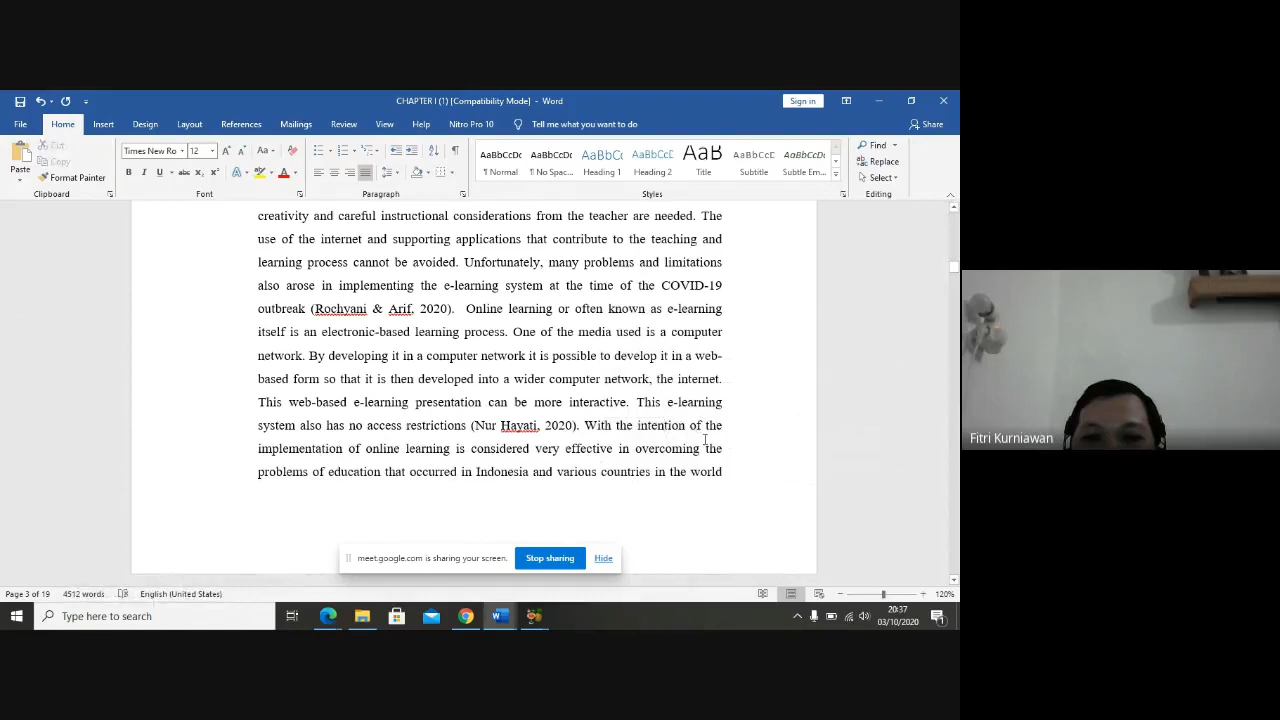 CHAPTER I (1) [Compatibility Mode] - Word
Sign in
File Home Insert Design Layout References Mailings Review View Help Nitro Pro 10 Tell me what you want to do Share
Paste
Cut
Copy
Format Painter
Times New Ro 12
AaBbCcDc AaBbCcDc AaBbCc AaBbCcC AaB AaBbCcD AaBbCcDc
¶ Normal ¶ No Spac... Heading 1 Heading 2 Title Subtitle Subtle Em...
Find
Replace
Select
Clipboard Font Paragraph Styles Editing
creativity and careful instructional considerations from the teacher are needed. The
use of the internet and supporting applications that contribute to the teaching and
learning process cannot be avoided. Unfortunately, many problems and limitations
also arose in implementing the e-learning system at the time of the COVID-19
outbreak (Rochyani & Arif, 2020). Online learning or often known as e-learning
itself is an electronic-based learning process. One of the media used is a computer
network. By developing it in a computer network it is possible to develop it in a web-
based form so that it is then developed into a wider computer network, the internet.
This web-based e-learning presentation can be more interactive. This e-learning
system also has no access restrictions (Nur Hayati, 2020). With the intention of the
implementation of online learning is considered very effective in overcoming the
problems of education that occurred in Indonesia and various countries in the world
meet.google.com is sharing your screen. Stop sharing Hide
Page 3 of 19 4512 words English (United States) 120%
Type here to search
20:37
03/10/2020
Fitri Kurniawan